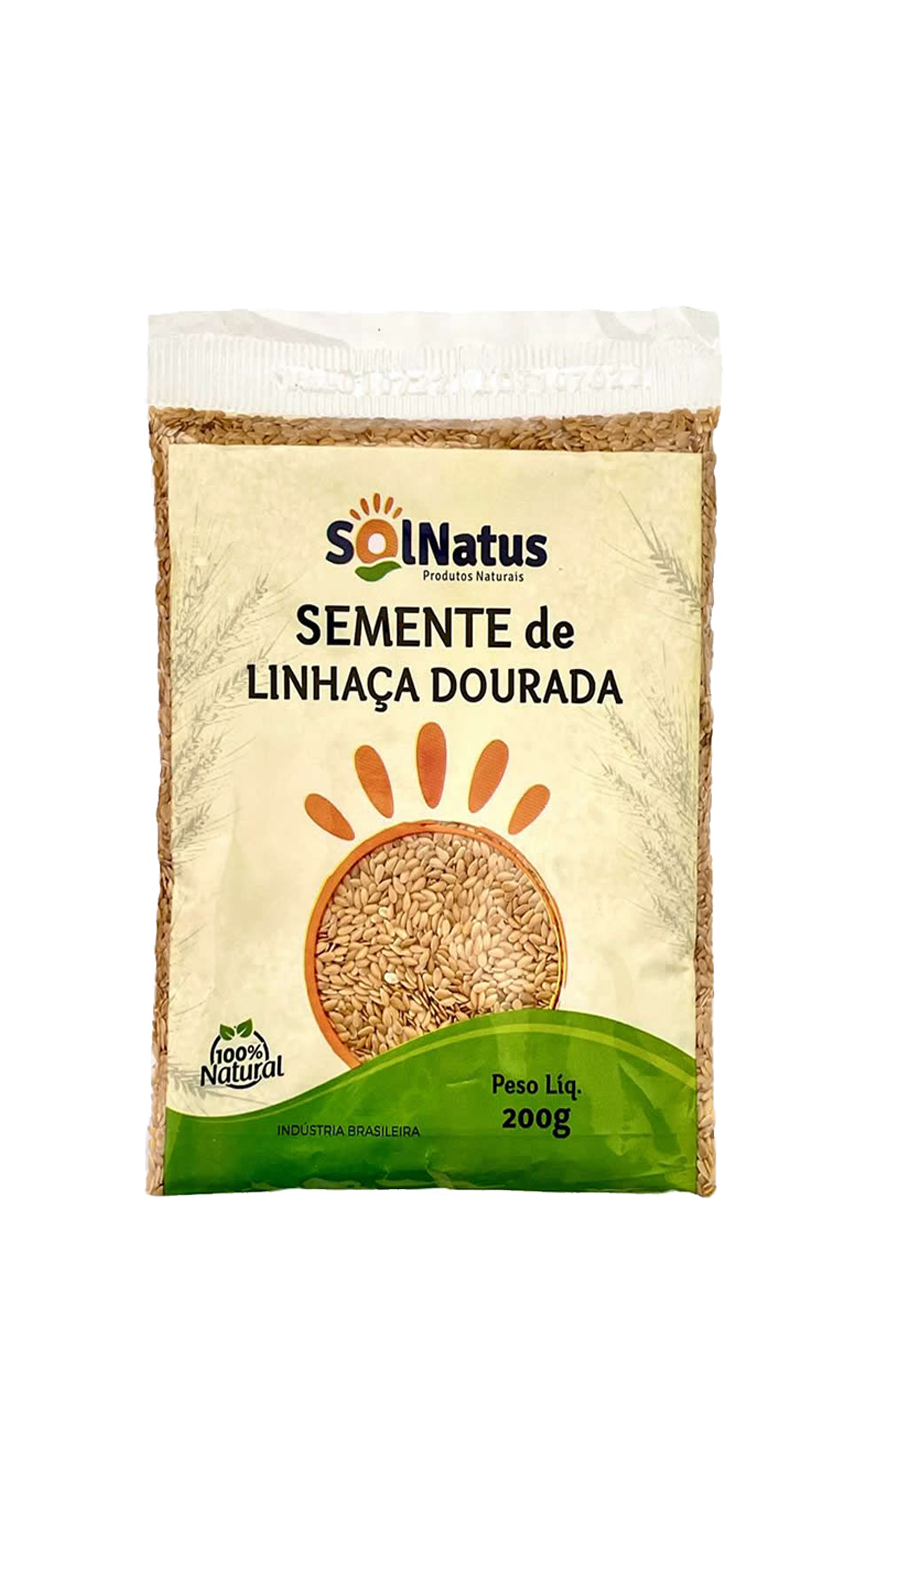 SolNatus
Produtos Naturais
SEMENTE de
LINHAÇA DOURADA
100%
Natural
Peso Líq.
200g
INDÚSTRIA BRASILEIRA